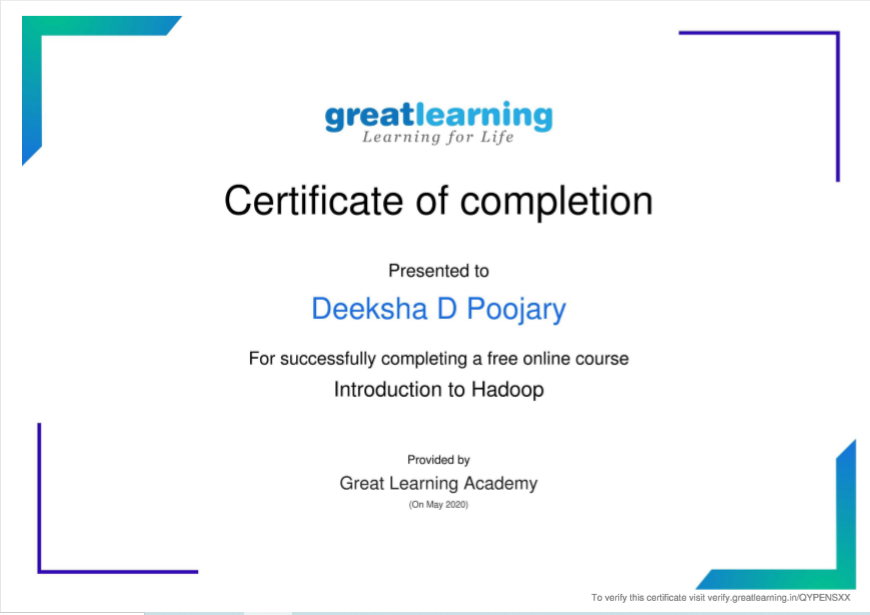 greatlearning
Learning for Life
Certificate of completion
Presented to
Deeksha D Poojary
For successfully completing a free online course
Introduction to Hadoop
Provided by
Great Learning Academy
(On May 2020)
To verify this certificate visit verify.greatlearning.in/QYPENSXX